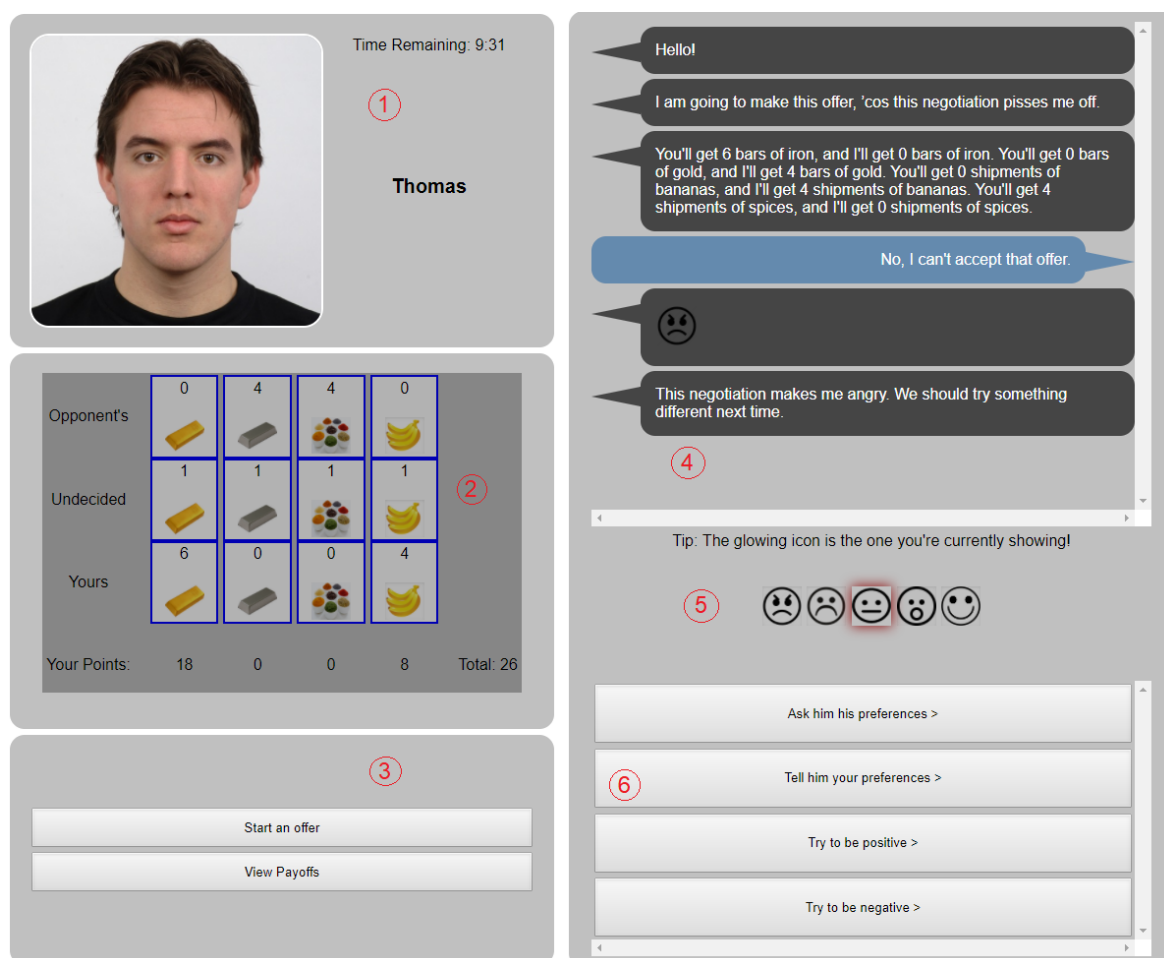 Time Remaining: 9:31
1
Thomas
0 4 4 0
Opponent's
1 1 1 1
Undecided
2
6 0 0 4
Yours
Your Points: 18 0 0 8 Total: 26
3
Start an offer
View Payoffs
Hello!
I am going to make this offer, 'cos this negotiation pisses me off.
You'll get 6 bars of iron, and I'll get 0 bars of iron. You'll get 0 bars
of gold, and I'll get 4 bars of gold. You'll get 0 shipments of
bananas, and I'll get 4 shipments of bananas. You'll get 4
shipments of spices, and I'll get 0 shipments of spices.
No, I can't accept that offer.
This negotiation makes me angry. We should try something
different next time.
4
Tip: The glowing icon is the one you're currently showing!
5
Ask him his preferences >
6
Tell him your preferences >
Try to be positive >
Try to be negative >